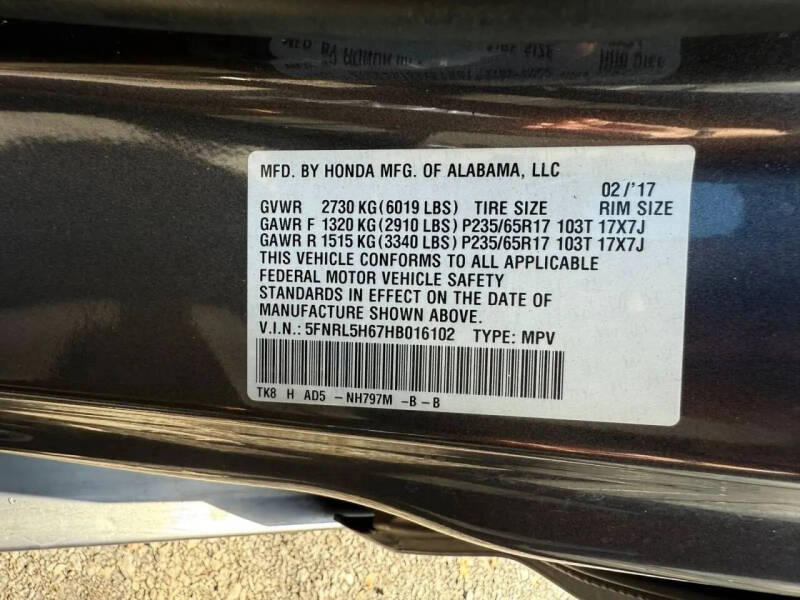 MFD. BY HONDA MFG. OF ALABAMA, LLC
02/'17
GVWR 2730 KG(6019 LBS) TIRE SIZE RIM SIZE
GAWR F 1320 KG(2910 LBS)P235/65R17 103T 17X7J
GAWR R 1515 KG(3340 LBS)P235/65R17 103T 17X7J
THIS VEHICLE CONFORMS TO ALL APPLICABLE
FEDERAL MOTOR VEHICLE SAFETY
STANDARDS IN EFFECT ON THE DATE OF
MANUFACTURE SHOWN ABOVE.
V.I.N.: 5FNRL5H67HB016102 TYPE: MPV
TK8 H AD5 -NH797M -B-B